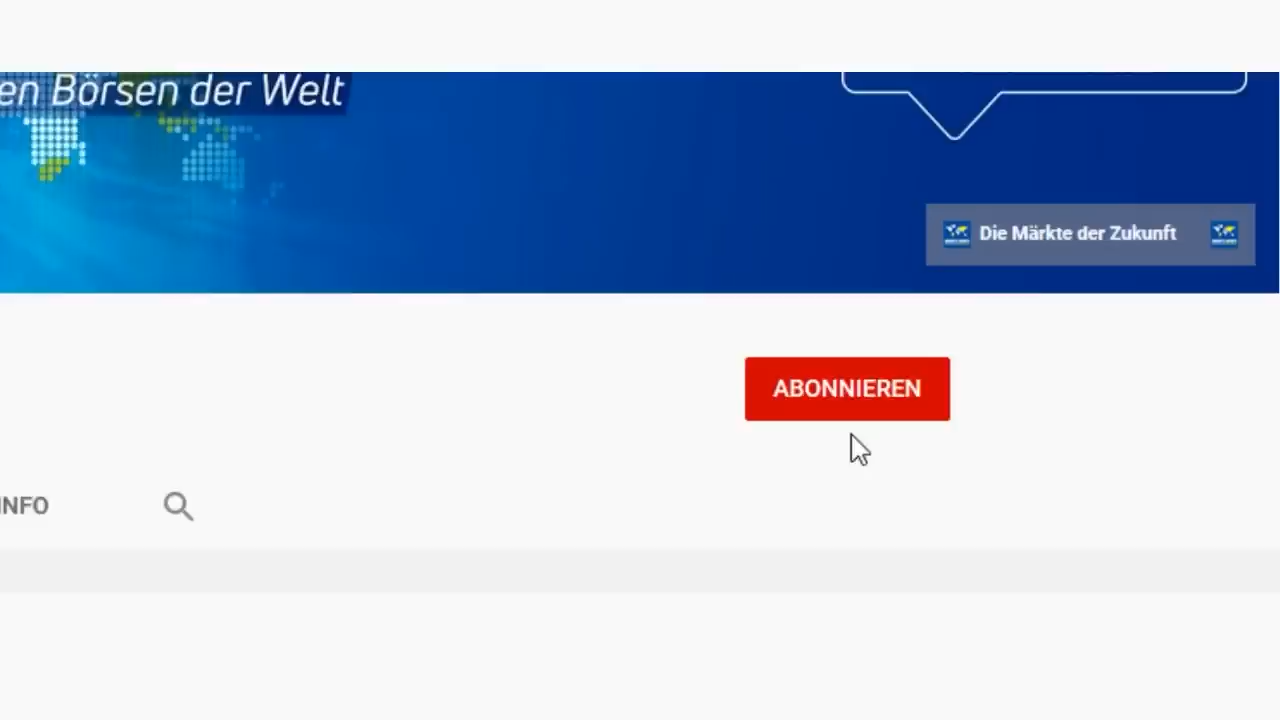 en Börsen der Welt
Die Märkte der Zukunft
ABONNIEREN
INFO